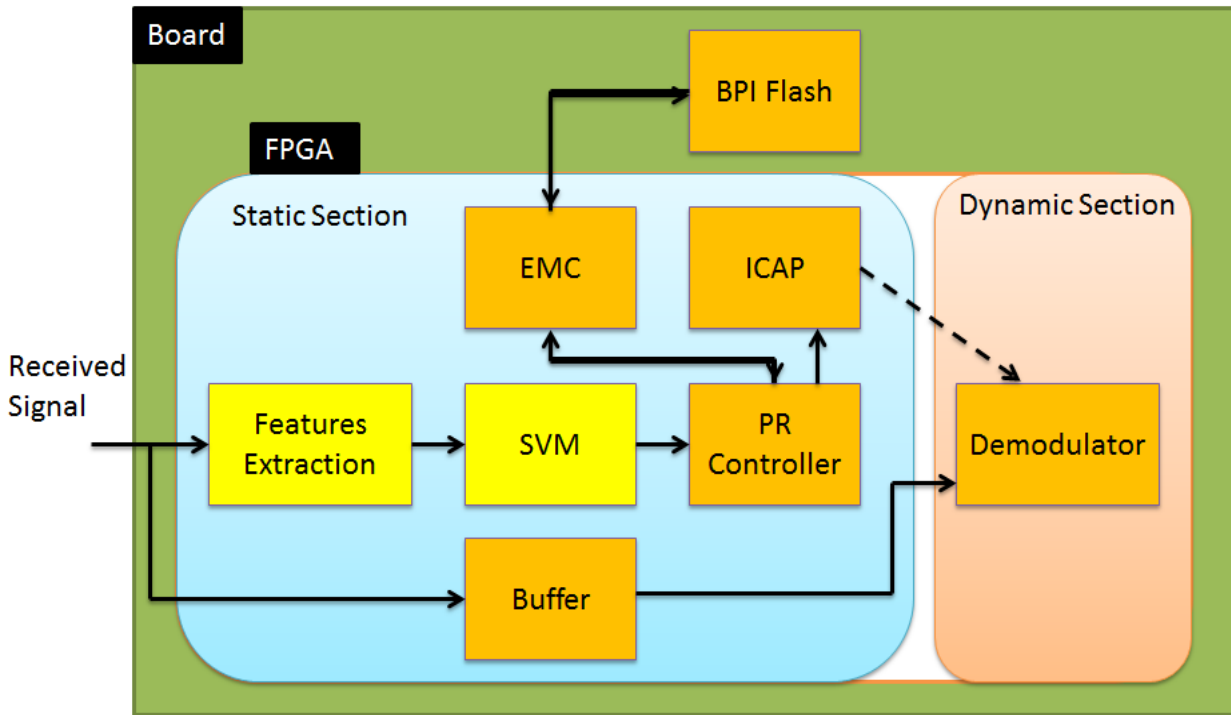 Board
BPI Flash
FPGA
Static Section
Dynamic Section
EMC
ICAP
Received
Signal
Features
Extraction
SVM
PR
Controller
Demodulator
Buffer